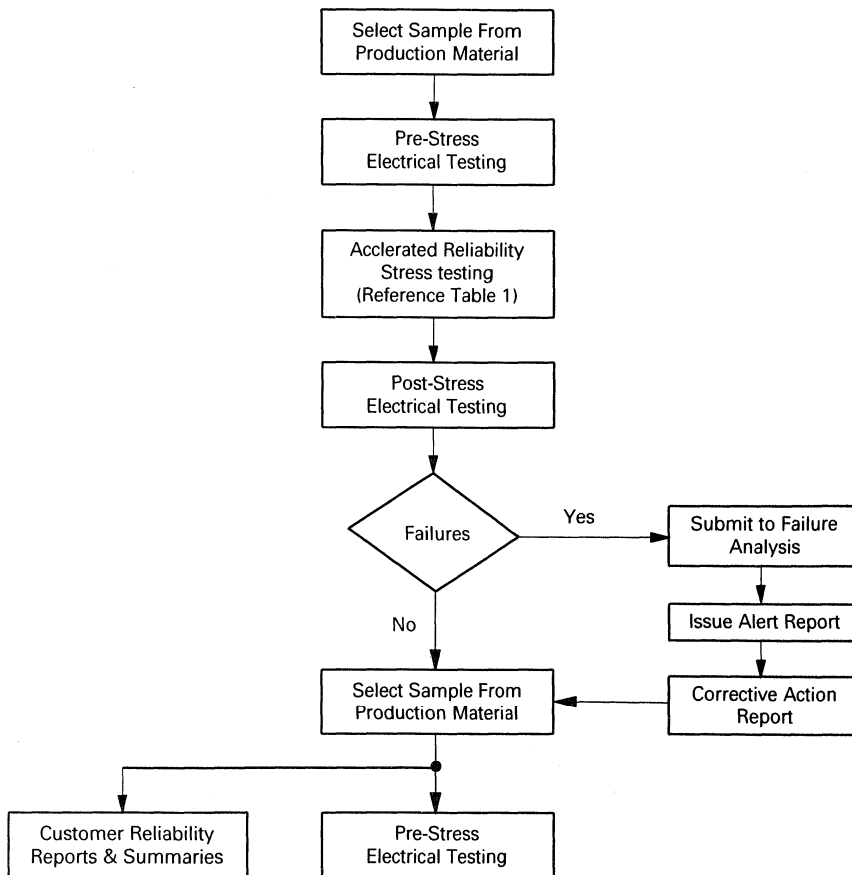 Select Sample From
Production Material
Pre-Stress
Electrical Testing
Acclerated Reliability
Stress testing
(Reference Table 1)
Post-Stress
Electrical Testing
Failures
Yes
Submit to Failure
Analysis
Issue Alert Report
Corrective Action
Report
No
Select Sample From
Production Material
Customer Reliability
Reports & Summaries
Pre-Stress
Electrical Testing